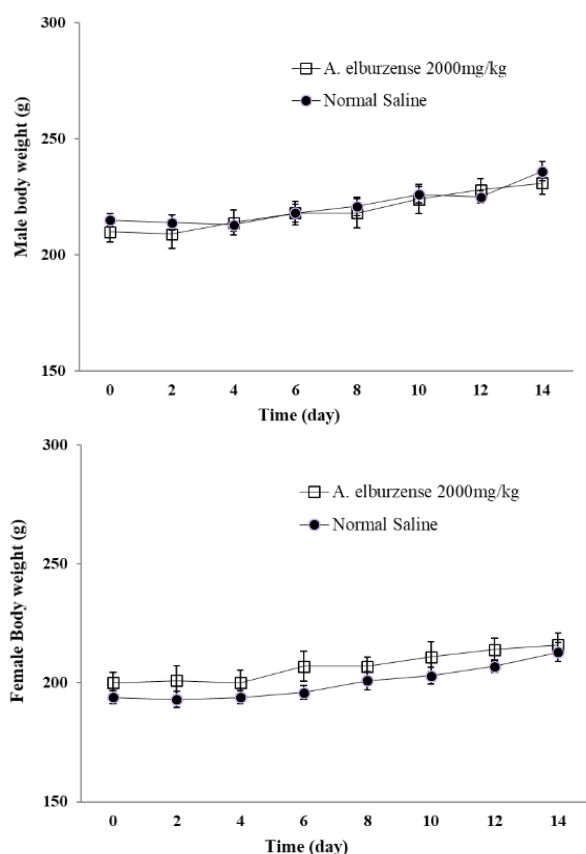 300
A. elburzense 2000mg/kg
Normal Saline
250
200
150
Male body weight (g)
0 2 4 6 8 10 12 14
Time (day)
300
A. elburzense 2000mg/kg
Normal Saline
250
200
150
Female Body weight (g)
0 2 4 6 8 10 12 14
Time (day)